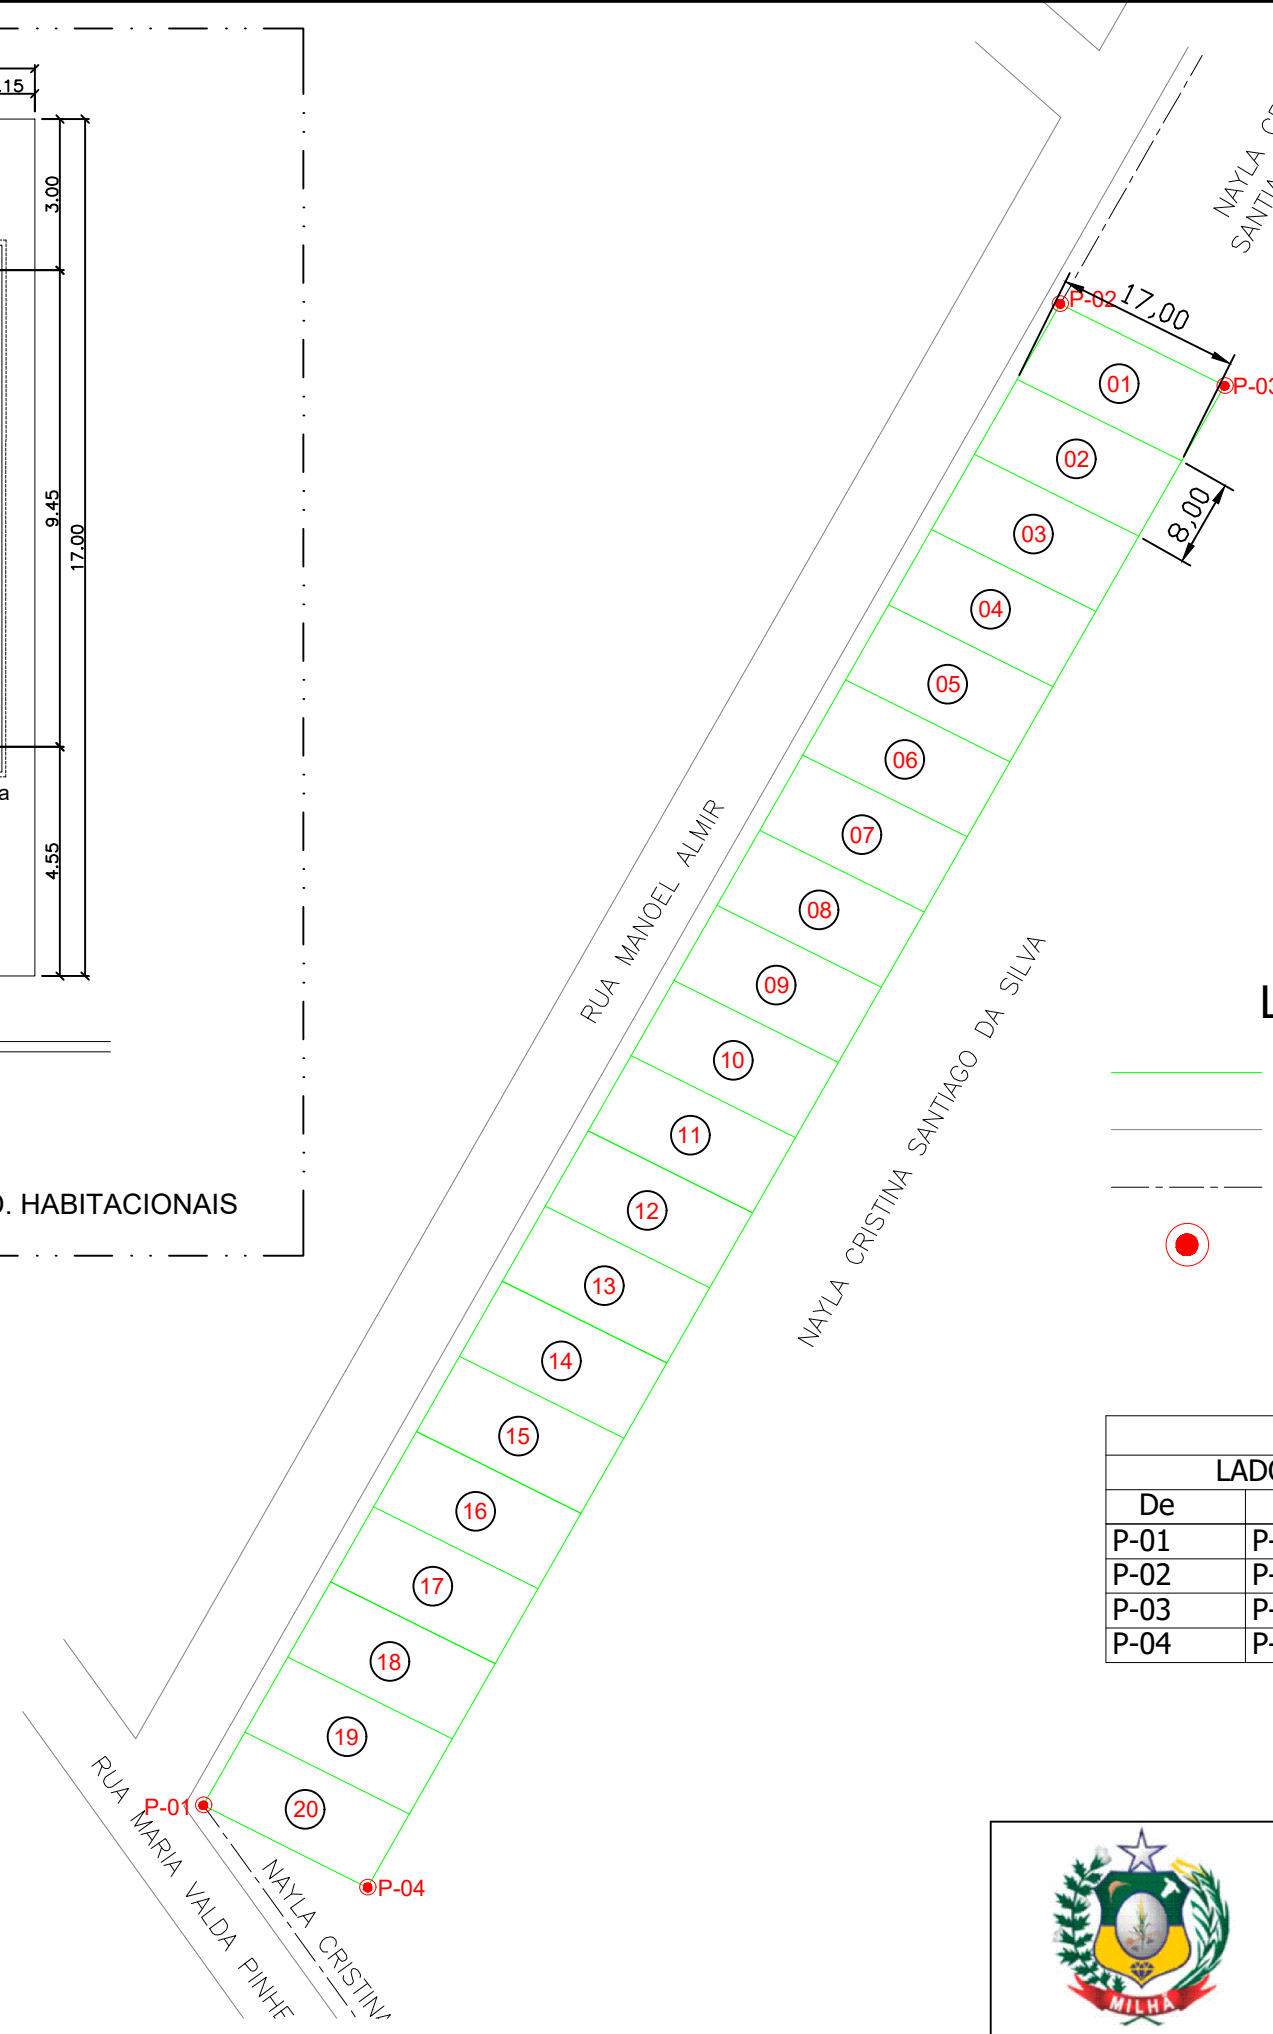 .15
3.00
9.45
17.00
4.55
a
. HABITACIONAIS
RUA MANOEL ALMIR
NAYLA
SANTIA
P-02
17,00
P-03
8,00
01
02
03
04
05
06
07
08
09
10
11
12
13
14
15
16
17
18
19
20
NAYLA CRISTINA SANTIAGO DA SILVA
P-01
P-04
RUA MARIA VALDA PINHE
NAYLA CRISTINA
L
LADO
De
P-01 P-
P-02 P-
P-03 P-
P-04 P-
MILHÃ